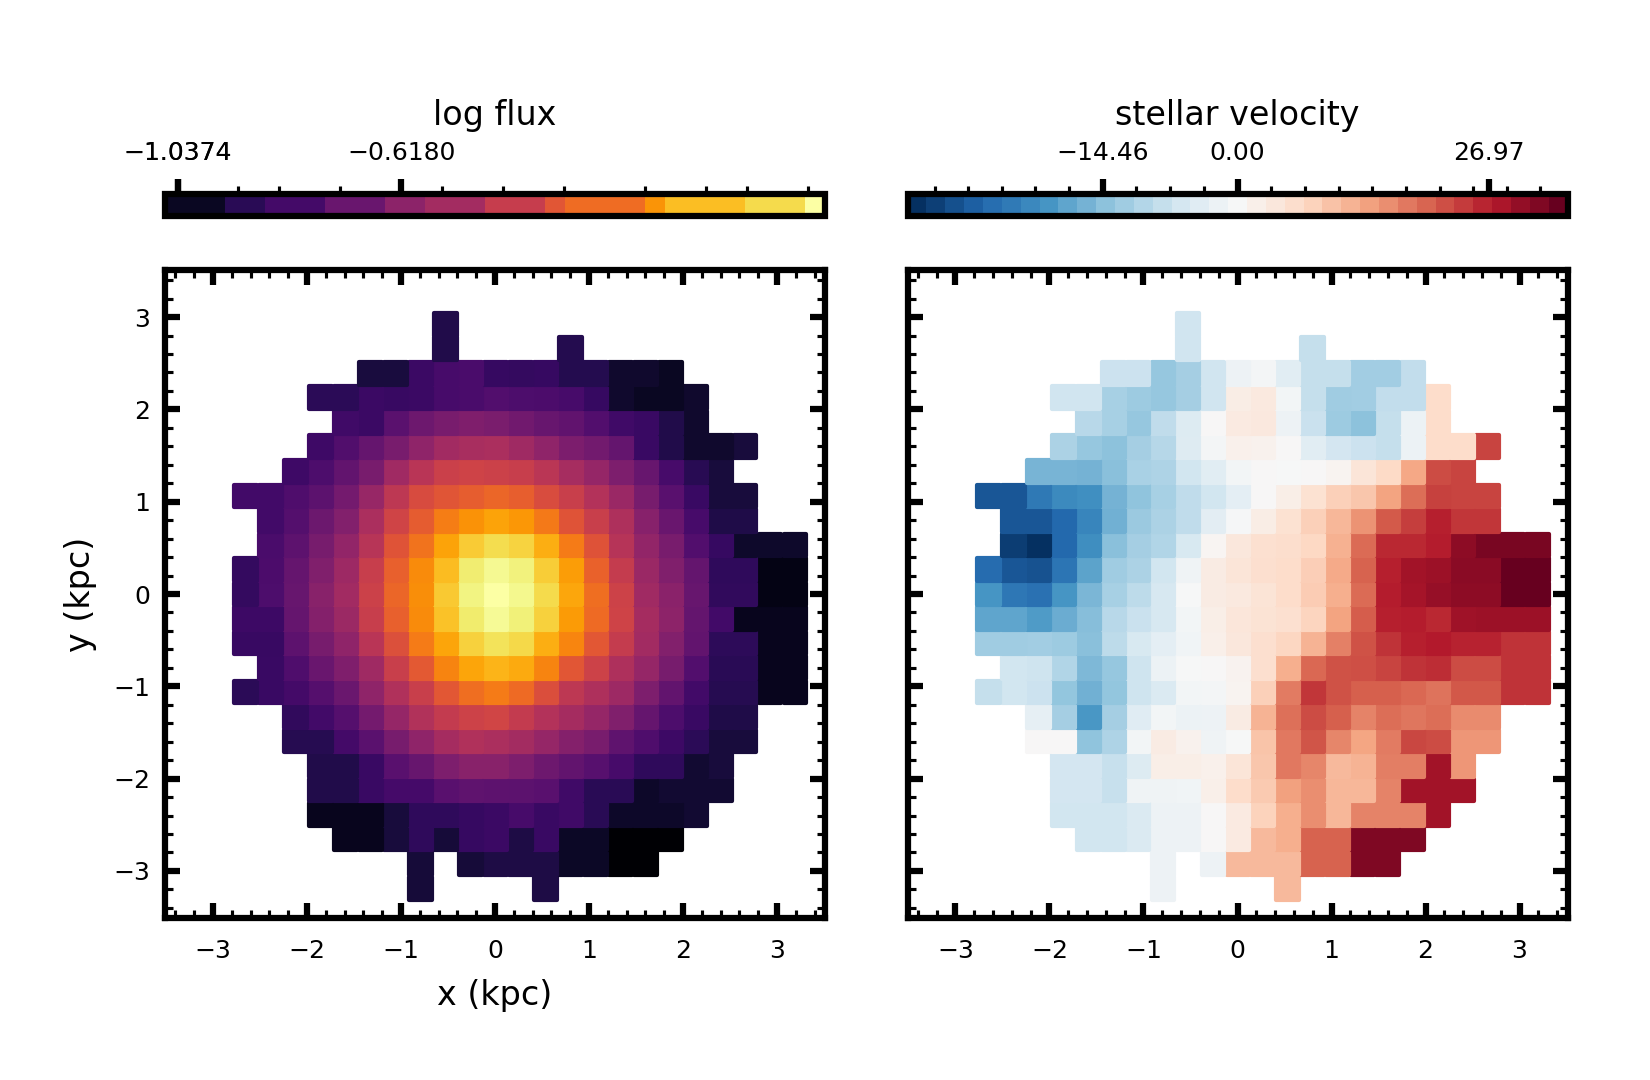 log flux
−1.0374 −0.6180
stellar velocity
−14.46 0.00 26.97
y (kpc)
3
2
1
0
−1
−2
−3
−3 −2 −1 0 1 2 3
x (kpc)
−3 −2 −1 0 1 2 3